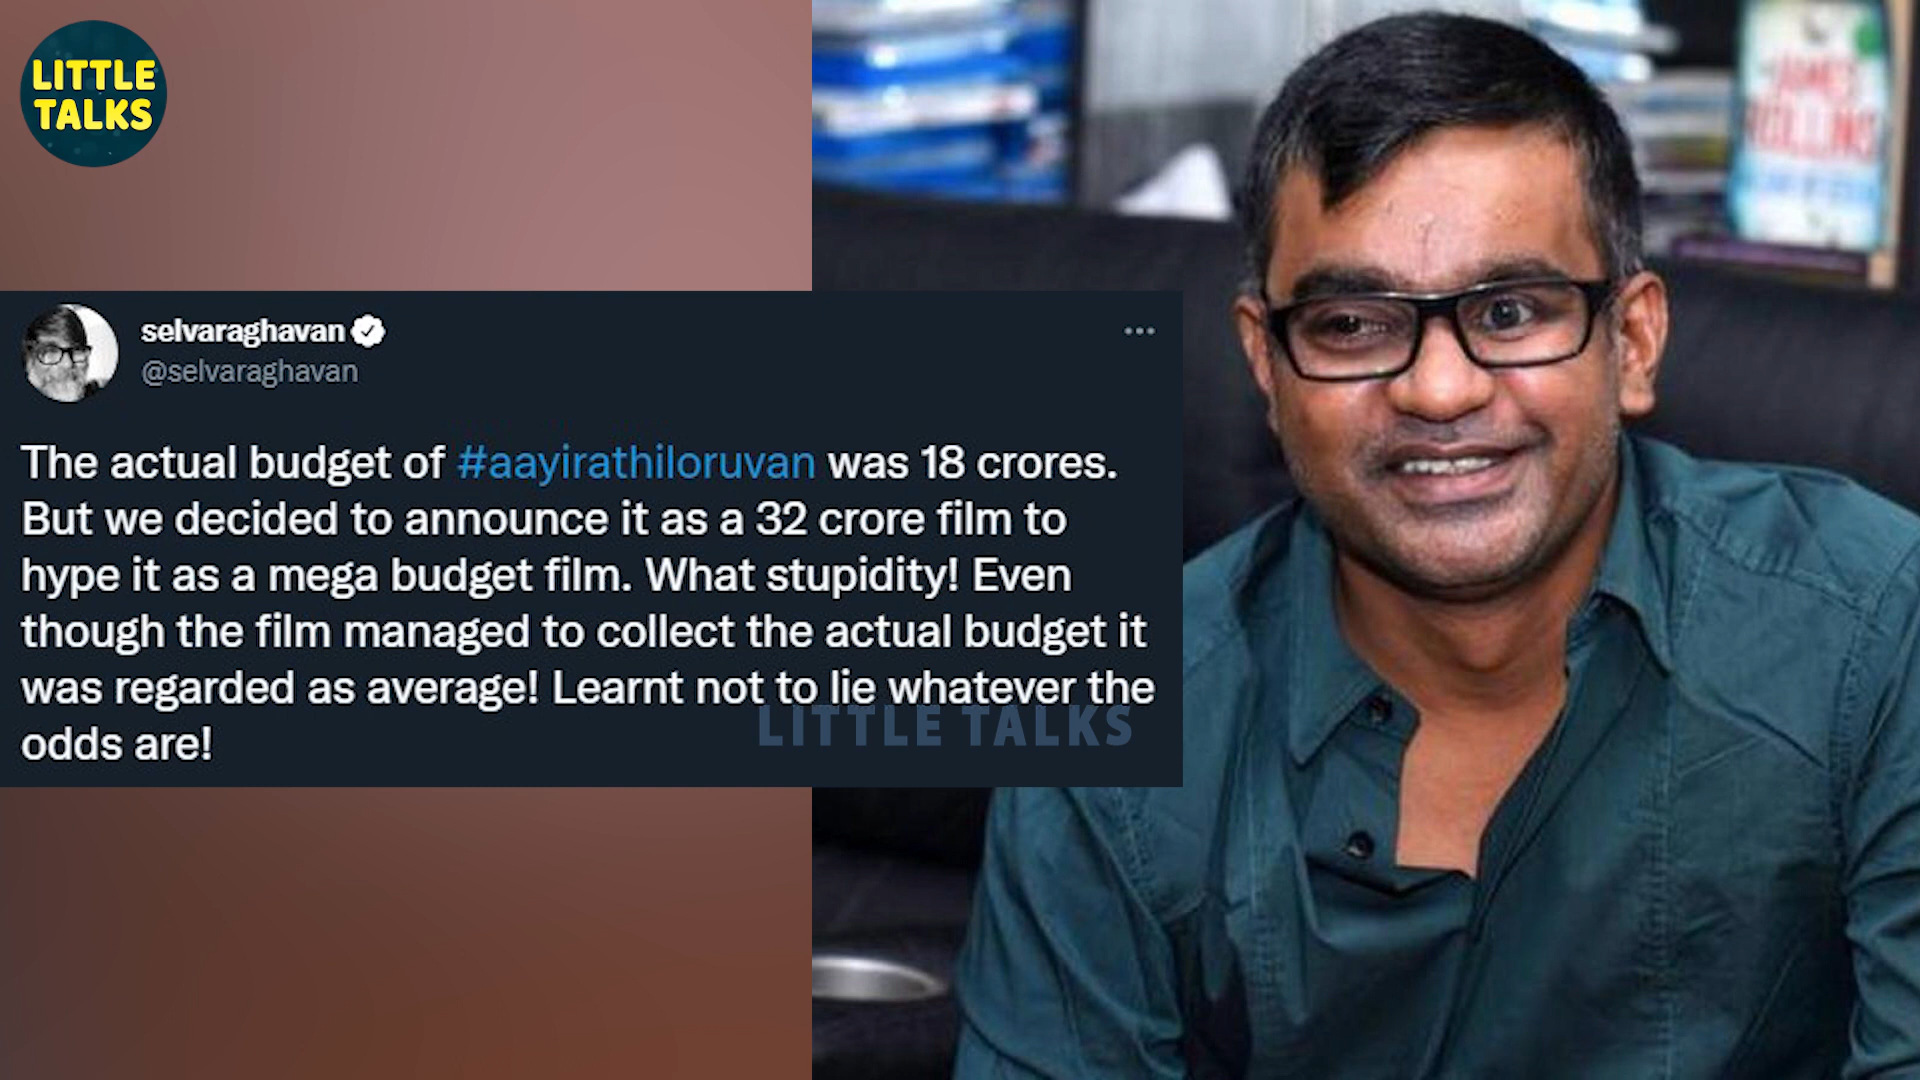 LITTLE
TALKS
selvaraghavan
@selvaraghavan
The actual budget of #aayirathiloruvan was 18 crores.
But we decided to announce it as a 32 crore film to
hype it as a mega budget film. What stupidity! Even
though the film managed to collect the actual budget it
was regarded as average! Learnt not to lie whatever the
odds are!
LITTLE TALKS